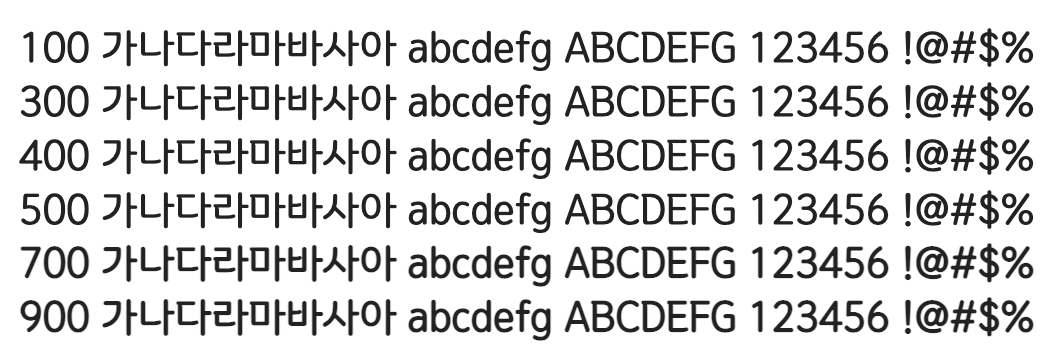 100 가나다라마바사아 abcdefg ABCDEFG 123456 !@#$%
300 가나다라마바사아 abcdefg ABCDEFG 123456 !@#$%
400 가나다라마바사아 abcdefg ABCDEFG 123456 !@#$%
500 가나다라마바사아 abcdefg ABCDEFG 123456 !@#$%
700 가나다라마바사아 abcdefg ABCDEFG 123456 !@#$%
900 가나다라마바사아 abcdefg ABCDEFG 123456 !@#$%